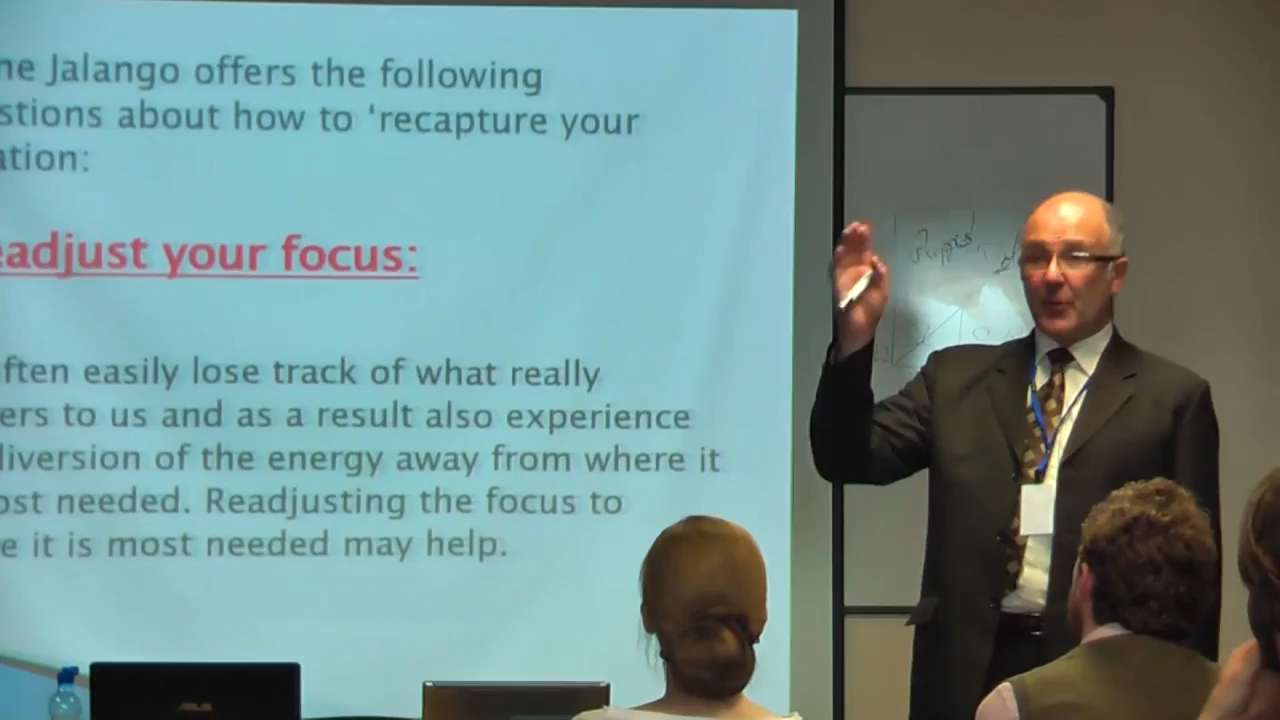 ne Jalango offers the following
stions about how to ‘recapture your
ation:
eadjust your focus:
ften easily lose track of what really
ers to us and as a result also experience
diversion of the energy away from where it
ost needed. Readjusting the focus to
e it is most needed may help.
ASUS